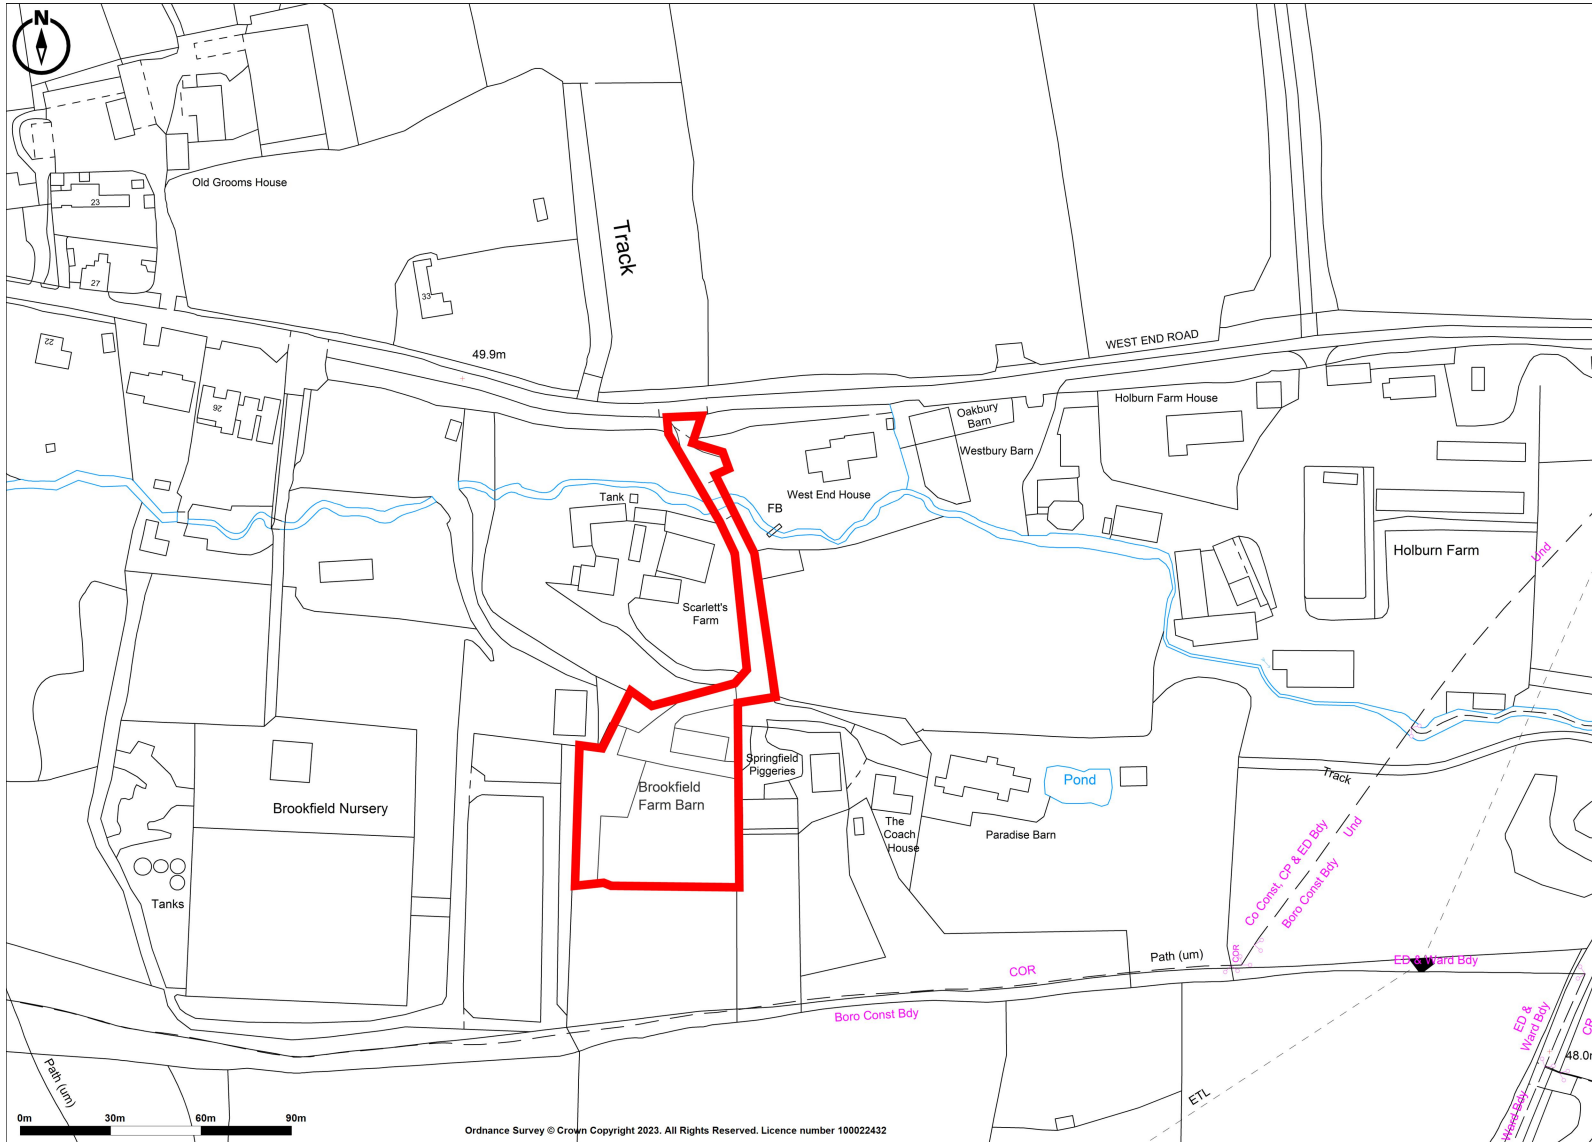 N
Old Grooms House
23
27
33
Track
49.9m
WEST END ROAD
22
26
Oakbury
Barn
Holburn Farm House
Westbury Barn
West End House
Tank
FB
Holburn Farm
Und
Scarlett's
Farm
Springfield
Piggeries
Brookfield
Farm Barn
Brookfield Nursery
Pond
Track
The
Coach
House
Paradise Barn
Co Const, CP & ED Bdy
Und
Boro Const Bdy
Tanks
Path (um)
COR
COR
ED & Ward Bdy
Boro Const Bdy
ED &
Ward Bdy
Path (um)
ETL
Ward Bdy
0m
30m
60m
90m
Ordnance Survey © Crown Copyright 2023. All Rights Reserved. Licence number 100022432